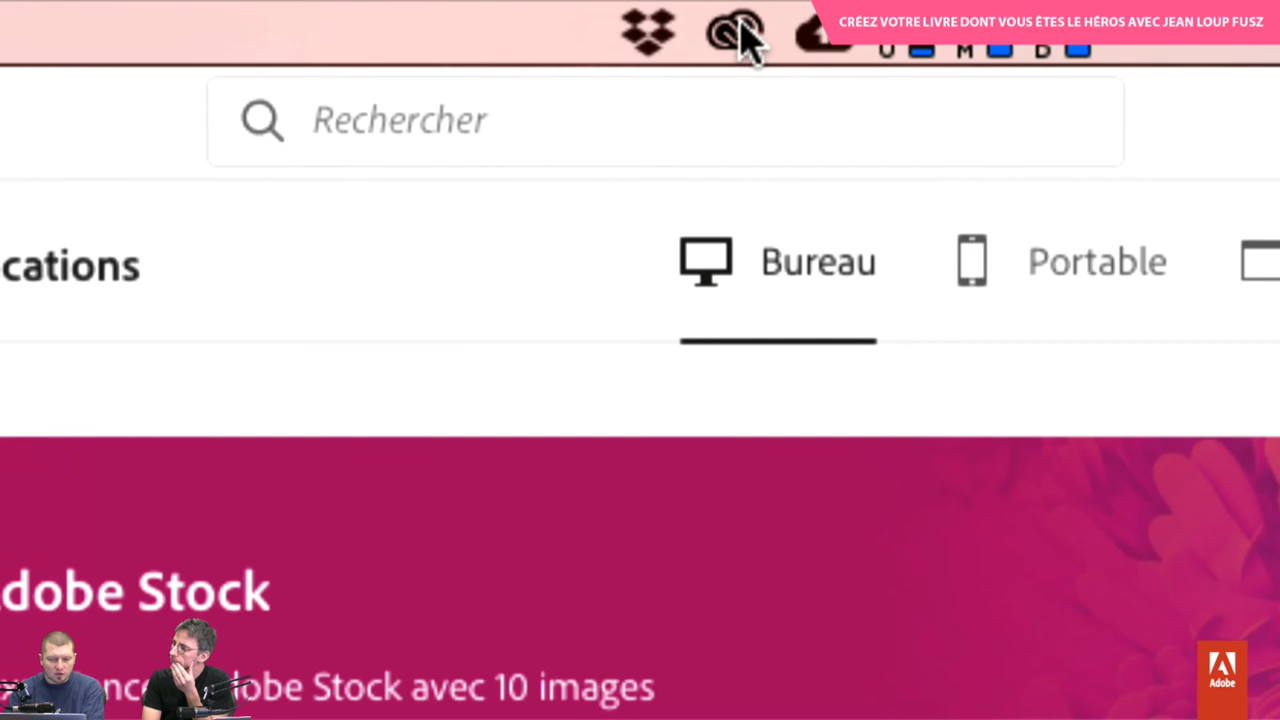 CRÉEZ VOTRE LIVRE DONT VOUS ÊTES LE HÉROS AVEC JEAN LOUP FUSZ
U M D
Rechercher
cations
Bureau
Portable
dobe Stock
obe Stock avec 10 images
Adobe